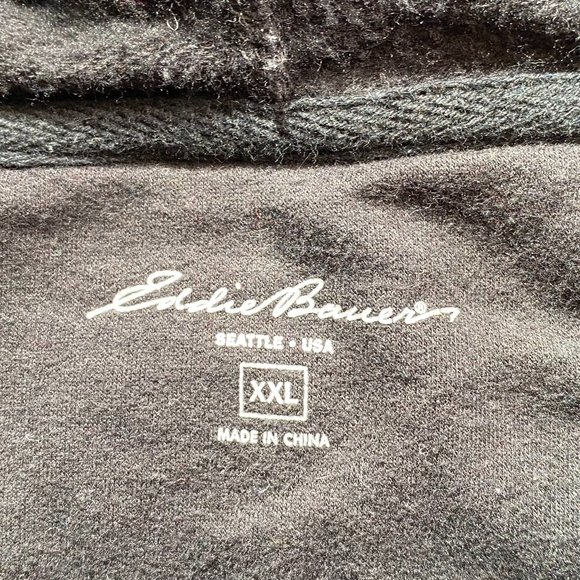 Eddie Bauer®
SEATTLE • USA
XXL
MADE IN CHINA